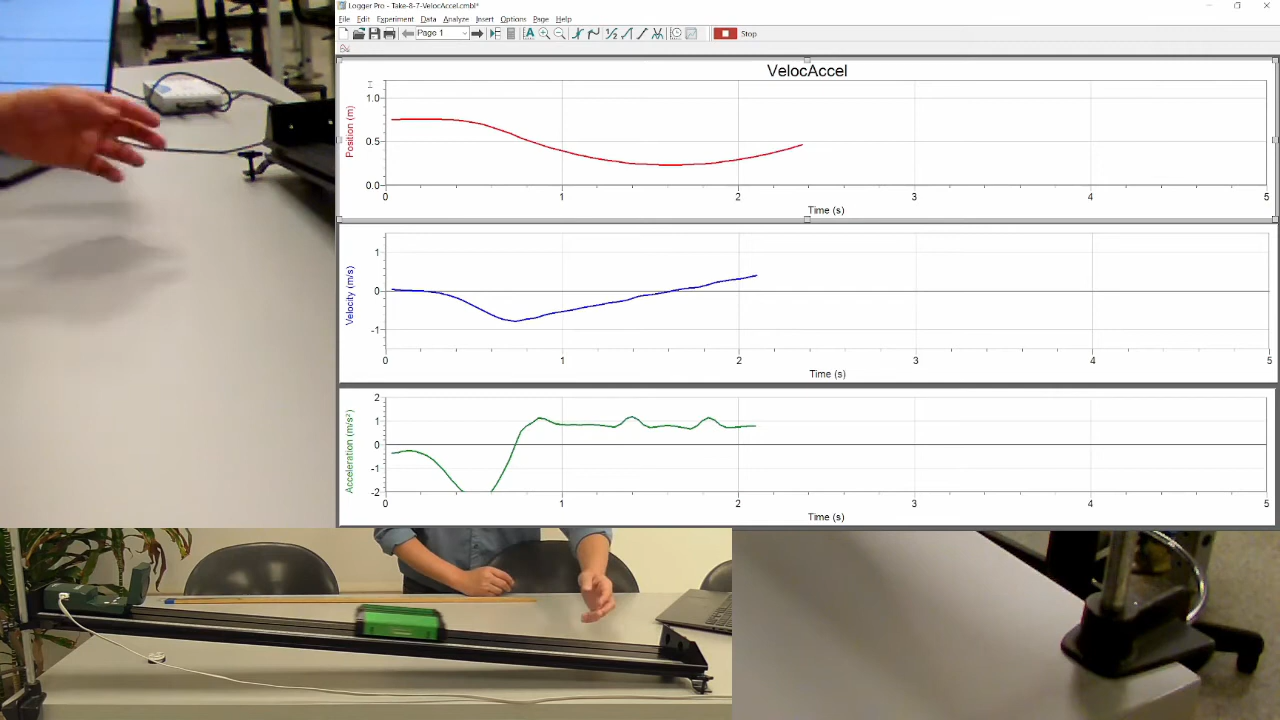 Logger Pro - Take-8-7-VelocAccel.cmbl*
File Edit Experiment Data Analyze Insert Options Page Help
Page 1
Stop
VelocAccel
Position (m)
1.0
0.5
0.0
0 1 2 3 4 5
Time (s)
Velocity (m/s)
1
0
-1
0 1 2 3 4 5
Time (s)
Acceleration (m/s²)
2
1
0
-1
-2
0 1 2 3 4 5
Time (s)